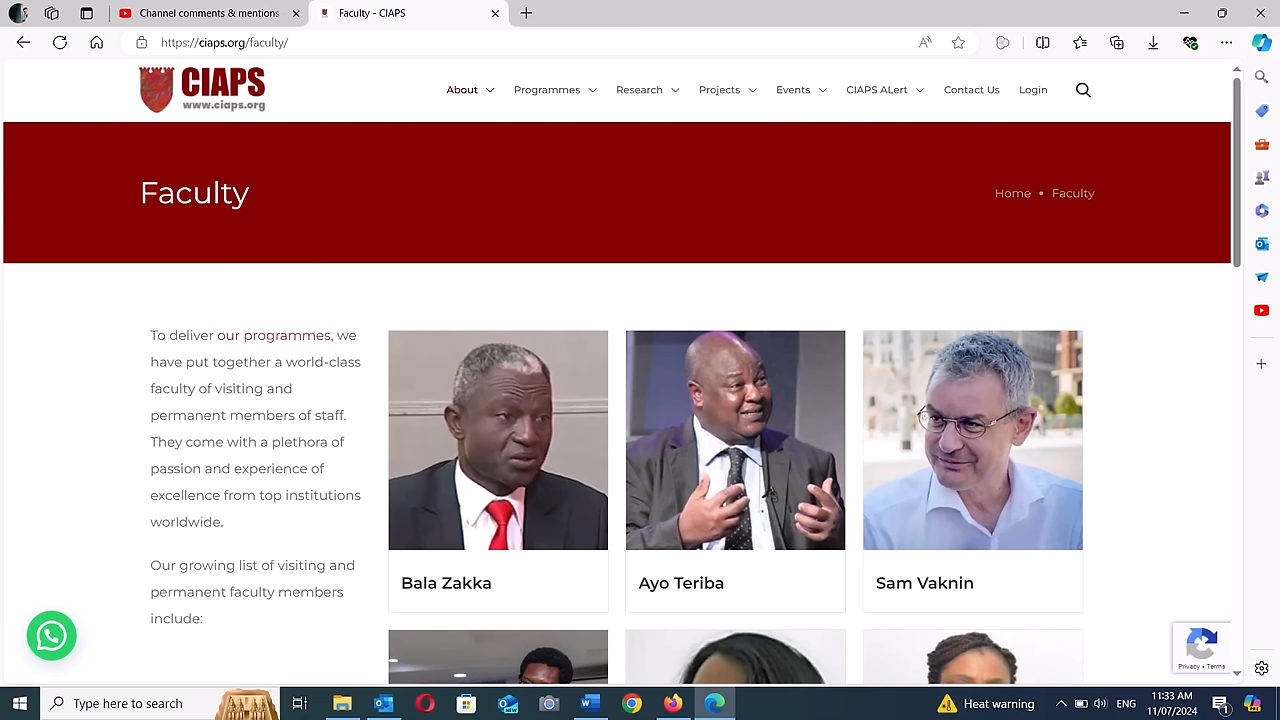 Channel comments & mentions
Faculty - CIAPS
https://ciaps.org/faculty/
CIAPS
www.ciaps.org
About
Programmes
Research
Projects
Events
CIAPS ALert
Contact Us
Login
Faculty
Home • Faculty
To deliver our programmes, we
have put together a world-class
faculty of visiting and
permanent members of staff.
They come with a plethora of
passion and experience of
excellence from top institutions
worldwide.
Our growing list of visiting and
permanent faculty members
include:
Bala Zakka
Ayo Teriba
Sam Vaknin
Privacy • Terms
Type here to search
Heat warning
ENG
11:33 AM
11/07/2024